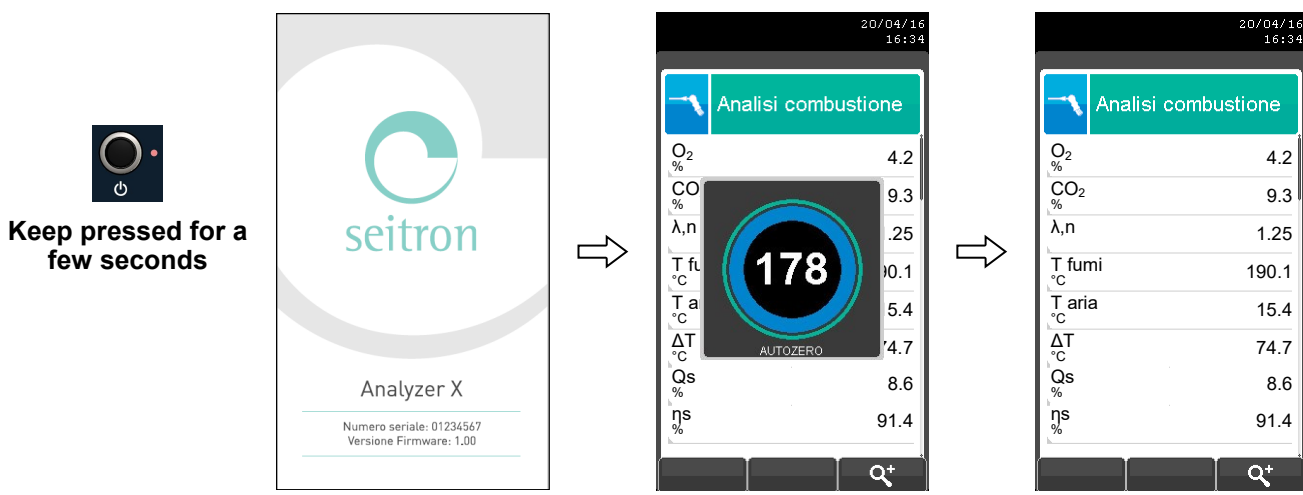 Keep pressed for a
few seconds
seitron
Analyzer X
Numero seriale: 01234567
Versione Firmware: 1.00
20/04/16
16:34
Analisi combustione
O₂
%
4.2
CO
%
9.3
λ,n
.25
T fu
°C
90.1
T a
°C
5.4
ΔT
°C
74.7
Qs
%
8.6
ηs
%
91.4
178
AUTOZERO
20/04/16
16:34
Analisi combustione
O₂
%
4.2
CO₂
%
9.3
λ,n
1.25
T fumi
°C
190.1
T aria
°C
15.4
ΔT
°C
74.7
Qs
%
8.6
ηs
%
91.4